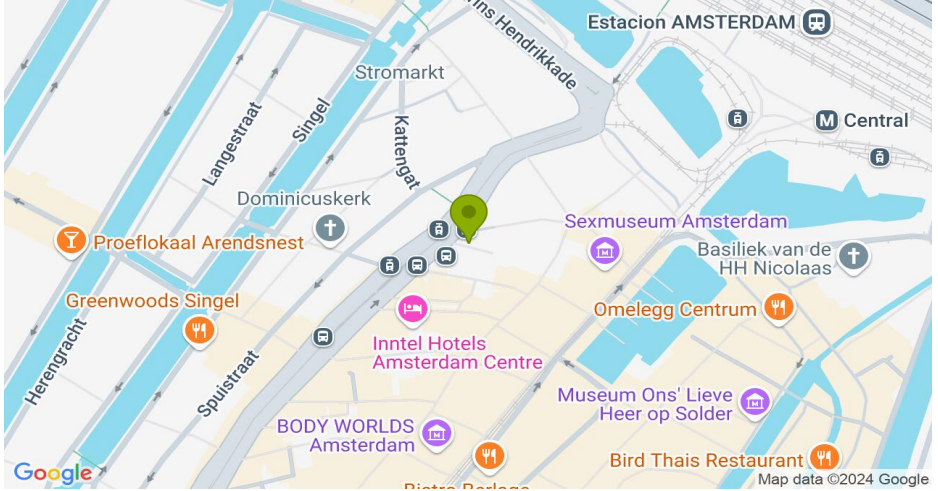 Prins Hendrikkade
Estacion AMSTERDAM
Stromarkt
Langestraat
Singel
Kattengat
M Central
Dominicuskerk
Proeflokaal Arendsnest
Sexmuseum Amsterdam
Basiliek van de
HH Nicolaas
Greenwoods Singel
Omelegg Centrum
Inntel Hotels
Amsterdam Centre
Herengracht
Spuistraat
Museum Ons' Lieve
Heer op Solder
BODY WORLDS
Amsterdam
Bird Thais Restaurant
Bistro Berlage
Google
Map data ©2024 Google